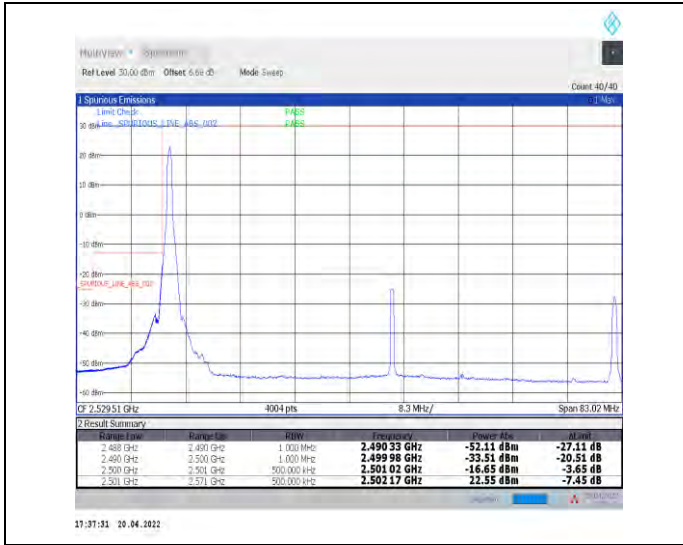 MultiView Spectrum
Ref Level 30.00 dBm Offset 6.68 dB Mode Sweep
Count 40/40
1 Spurious Emissions
1 Max
Limit Check PASS
Line _SPURIOUS_LINE_ABS_002 PASS
30 dBm
20 dBm
10 dBm
0 dBm
-10 dBm
-20 dBm
_SPURIOUS_LINE_ABS_002
-30 dBm
-40 dBm
-50 dBm
-60 dBm
CF 2.52951 GHz 4004 pts 8.3 MHz/ Span 83.02 MHz
2 Result Summary
Range Low Range Up RBW Frequency Power Abs ΔLimit
2.488 GHz 2.490 GHz 1.000 MHz 2.490 33 GHz -52.11 dBm -27.11 dB
2.490 GHz 2.500 GHz 1.000 MHz 2.499 98 GHz -33.51 dBm -20.51 dB
2.500 GHz 2.501 GHz 500.000 kHz 2.501 02 GHz -16.65 dBm -3.65 dB
2.501 GHz 2.571 GHz 500.000 kHz 2.502 17 GHz 22.55 dBm -7.45 dB
17:37:31 20.04.2022